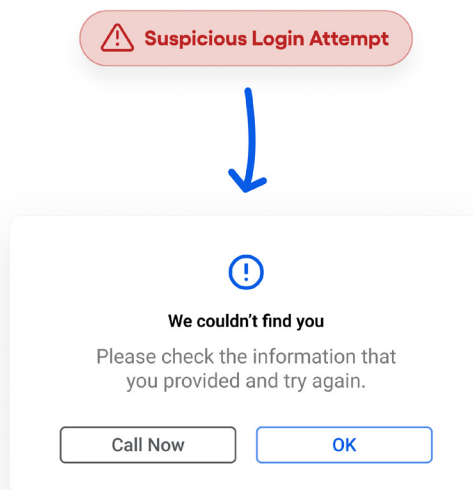 Suspicious Login Attempt
We couldn't find you
Please check the information that
you provided and try again.
Call Now
OK